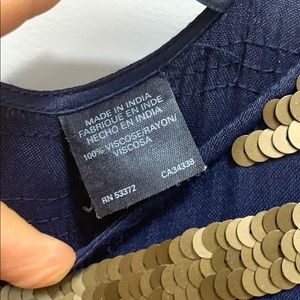 MADE IN INDIA
FABRIQUE EN INDE
HECHO EN INDIA
100% VISCOSE/RAYON/
VISCOSA
RN 53372 CA34338